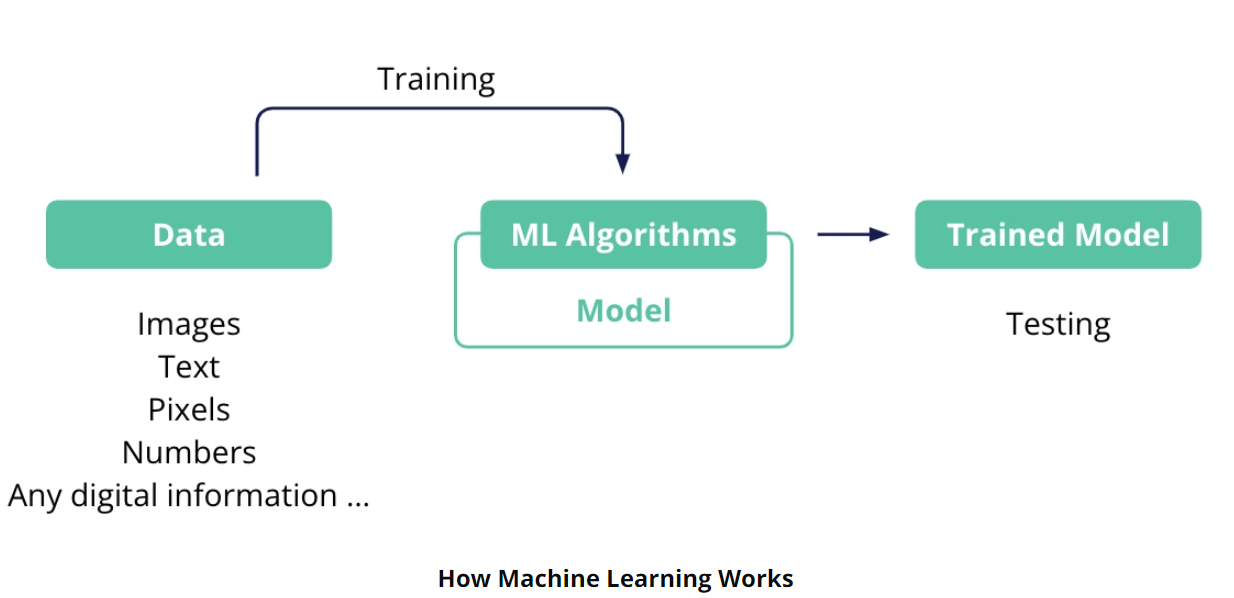 Training
Data
ML Algorithms
Trained Model
Model
Images
Text
Pixels
Numbers
Any digital information ...
Testing
How Machine Learning Works